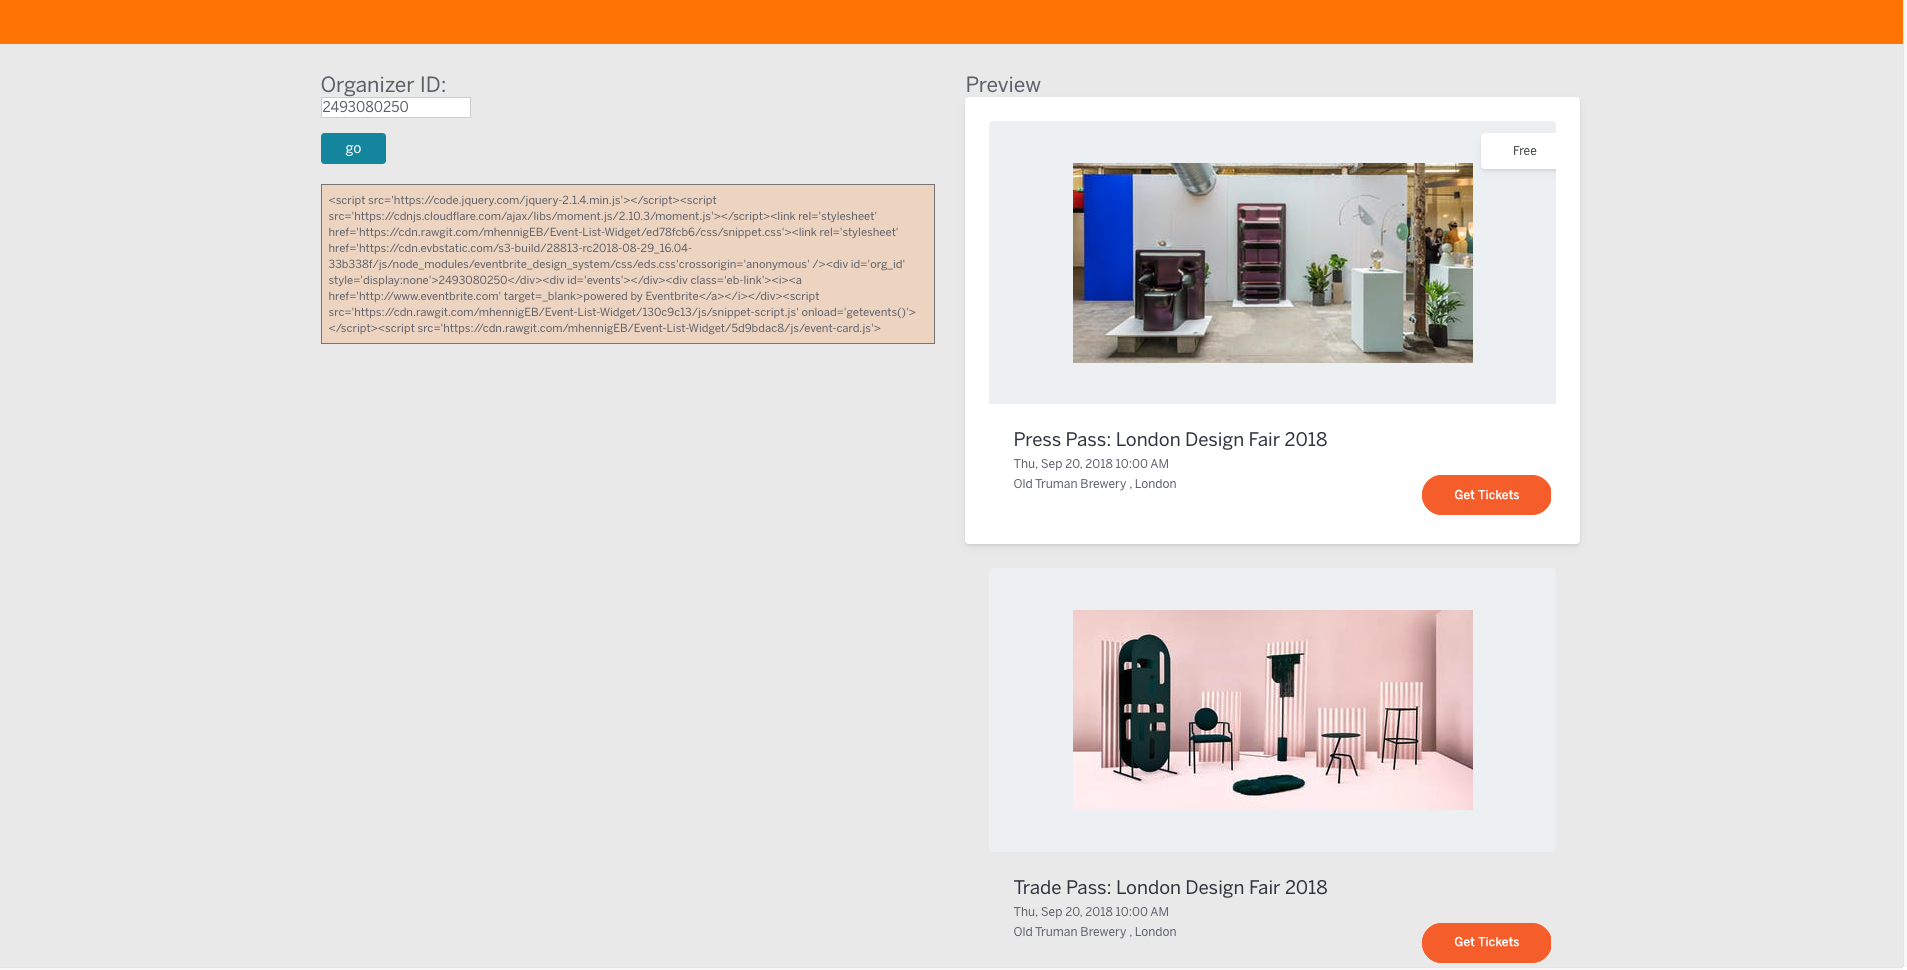 Organizer ID:
2493080250
go
<script src='https://code.jquery.com/jquery-2.1.4.min.js'></script><script
src='https://cdnjs.cloudflare.com/ajax/libs/moment.js/2.10.3/moment.js'></script><link rel='stylesheet'
href='https://cdn.rawgit.com/mhennigEB/Event-List-Widget/ed78fcb6/css/snippet.css'><link rel='stylesheet'
href='https://cdn.evbstatic.com/s3-build/28813-rc2018-08-29_16.04-
33b338f/js/node_modules/eventbrite_design_system/css/eds.css'crossorigin='anonymous' /><div id='org_id'
style='display:none'>2493080250</div><div id='events'></div><div class='eb-link'><i><a
href='http://www.eventbrite.com' target=_blank>powered by Eventbrite</a></i></div><script
src='https://cdn.rawgit.com/mhennigEB/Event-List-Widget/130c9c13/js/snippet-script.js' onload='getevents()'>
</script><script src='https://cdn.rawgit.com/mhennigEB/Event-List-Widget/5d9bdac8/js/event-card.js'>
Preview
Free
Press Pass: London Design Fair 2018
Thu, Sep 20, 2018 10:00 AM
Old Truman Brewery , London
Get Tickets
Trade Pass: London Design Fair 2018
Thu, Sep 20, 2018 10:00 AM
Old Truman Brewery , London
Get Tickets